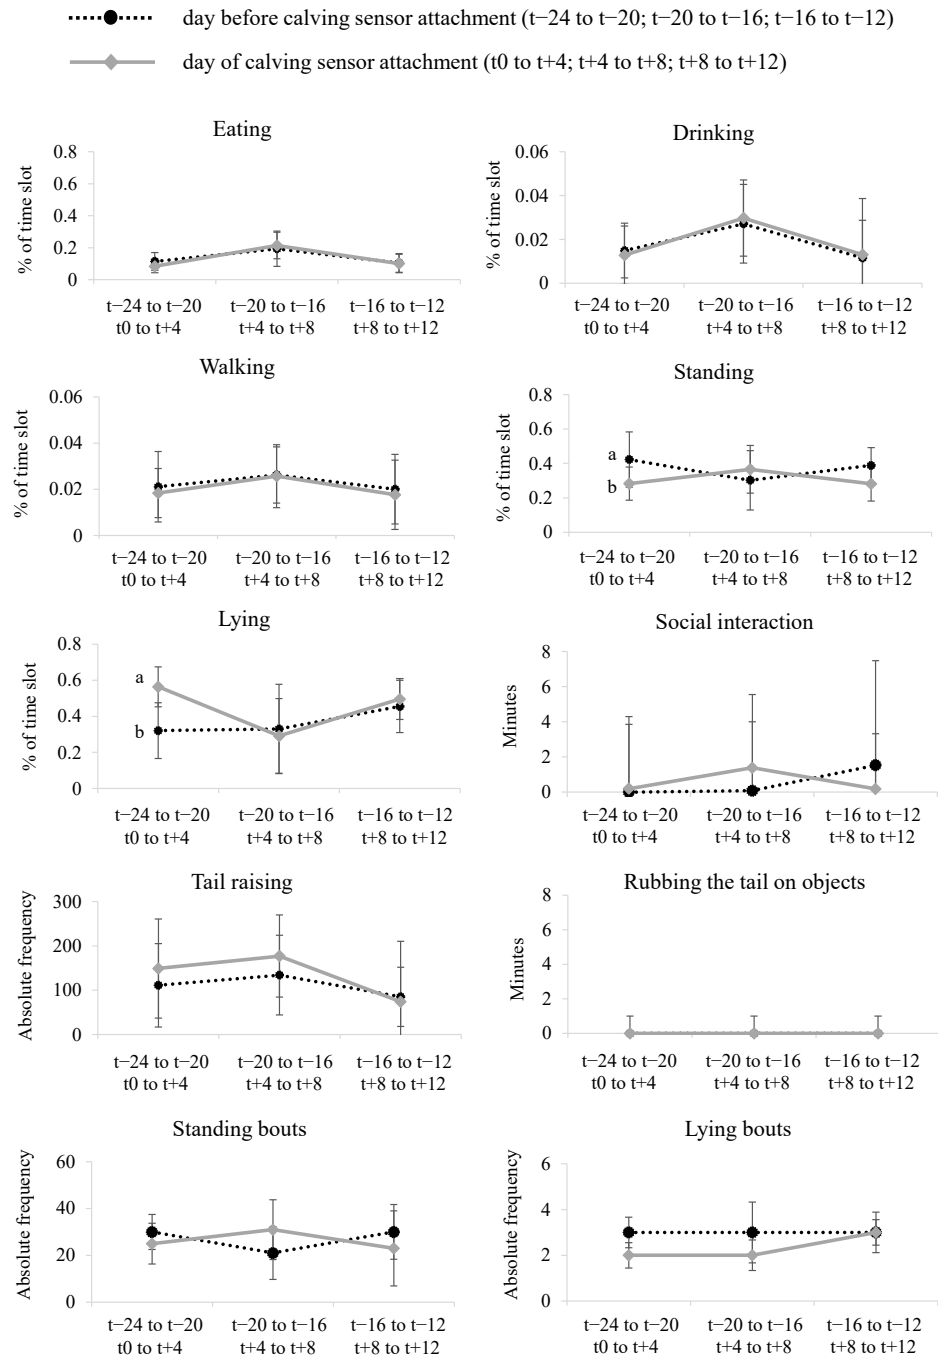 day before calving sensor attachment (t−24 to t−20; t−20 to t−16; t−16 to t−12)
day of calving sensor attachment (t0 to t+4; t+4 to t+8; t+8 to t+12)
Eating
% of time slot
0.8
0.6
0.4
0.2
0
t−24 to t−20 t−20 to t−16 t−16 to t−12
t0 to t+4 t+4 to t+8 t+8 to t+12
Drinking
% of time slot
0.06
0.04
0.02
0
t−24 to t−20 t−20 to t−16 t−16 to t−12
t0 to t+4 t+4 to t+8 t+8 to t+12
Walking
% of time slot
0.06
0.04
0.02
0
t−24 to t−20 t−20 to t−16 t−16 to t−12
t0 to t+4 t+4 to t+8 t+8 to t+12
Standing
% of time slot
0.8
0.6
0.4
0.2
0
a
b
t−24 to t−20 t−20 to t−16 t−16 to t−12
t0 to t+4 t+4 to t+8 t+8 to t+12
Lying
% of time slot
0.8
0.6
0.4
0.2
0
a
b
t−24 to t−20 t−20 to t−16 t−16 to t−12
t0 to t+4 t+4 to t+8 t+8 to t+12
Social interaction
Minutes
8
6
4
2
0
t−24 to t−20 t−20 to t−16 t−16 to t−12
t0 to t+4 t+4 to t+8 t+8 to t+12
Tail raising
Absolute frequency
300
200
100
0
t−24 to t−20 t−20 to t−16 t−16 to t−12
t0 to t+4 t+4 to t+8 t+8 to t+12
Rubbing the tail on objects
Minutes
8
6
4
2
0
t−24 to t−20 t−20 to t−16 t−16 to t−12
t0 to t+4 t+4 to t+8 t+8 to t+12
Standing bouts
Absolute frequency
60
40
20
0
t−24 to t−20 t−20 to t−16 t−16 to t−12
t0 to t+4 t+4 to t+8 t+8 to t+12
Lying bouts
Absolute frequency
6
4
2
0
t−24 to t−20 t−20 to t−16 t−16 to t−12
t0 to t+4 t+4 to t+8 t+8 to t+12